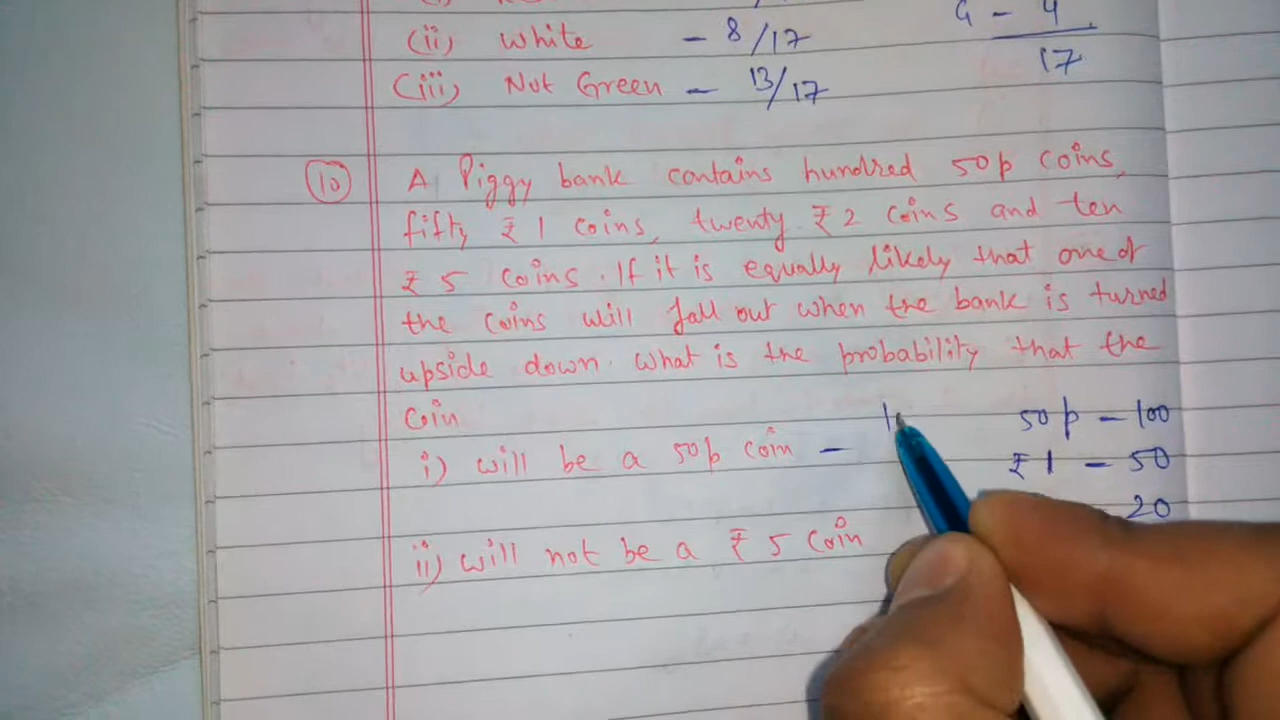 (ii) White - 8/17
G - 4
17
(iii) Not Green - 13/17
(10) A Piggy bank contains hundred 50p coins,
fifty ₹ 1 coins, twenty ₹ 2 coins and ten
₹ 5 coins. If it is equally likely that one of
the coins will fall out when the bank is turned
upside down. What is the probability that the
coin
50p - 100
i) will be a 50p coin -
₹ 1 - 50
20
ii) will not be a ₹ 5 coin